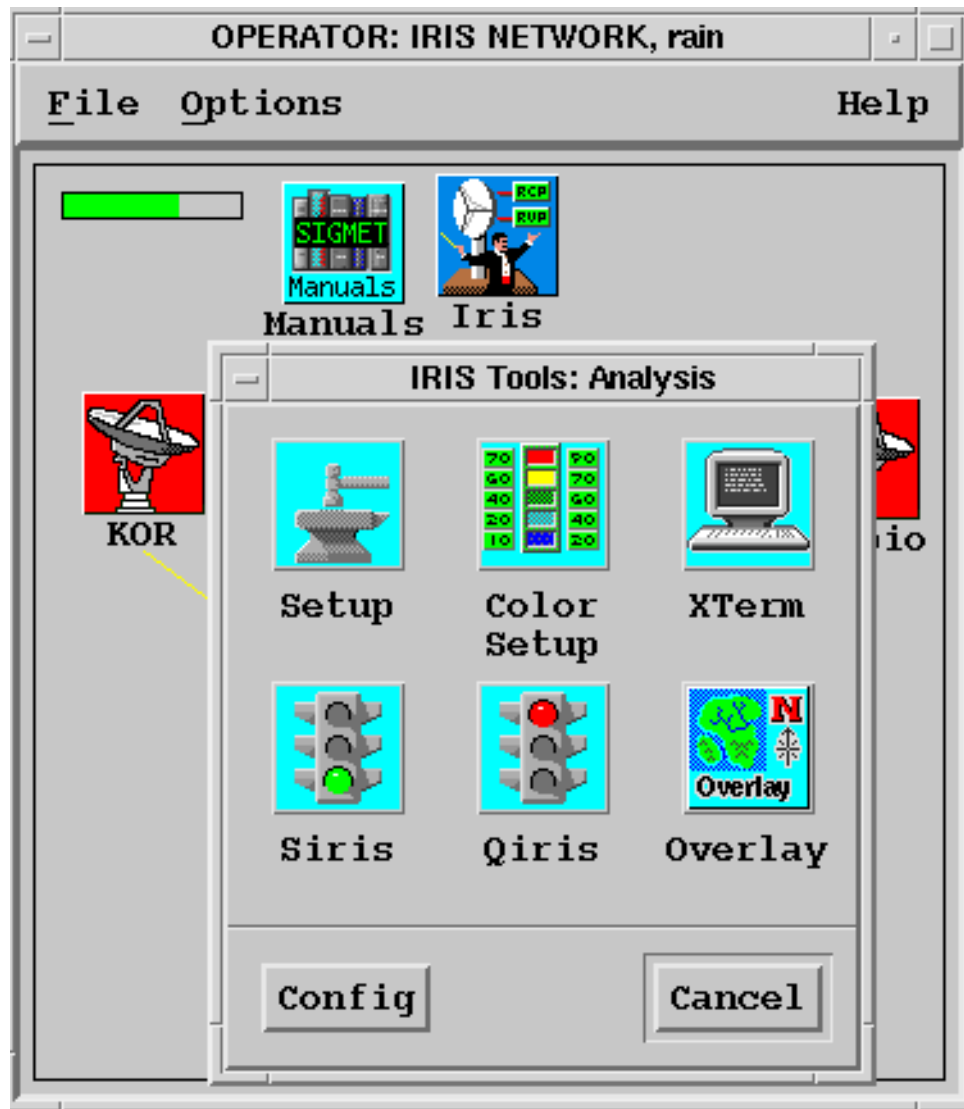 OPERATOR: IRIS NETWORK, rain
File Options Help
SIGMET
Manuals
Manuals
RCP
RVP
Iris
IRIS Tools: Analysis
KOR
io
Setup
70 90
60 70
40 60
20 40
10 20
Color
Setup
XTerm
Siris
Qiris
N
Overlay
Overlay
Config
Cancel